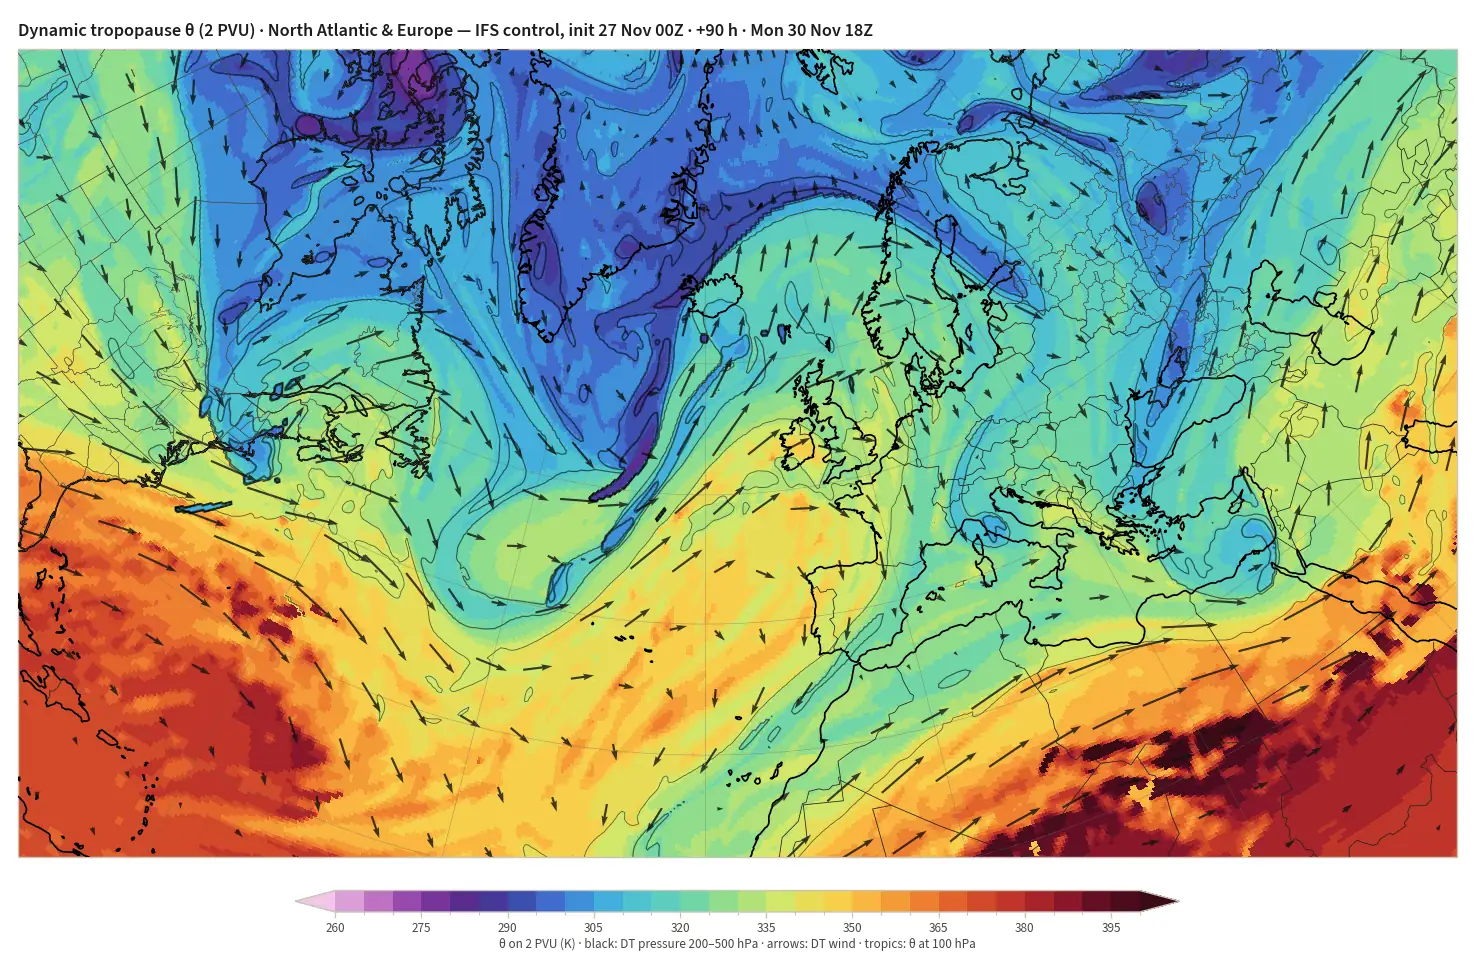 Dynamic tropopause θ (2 PVU) · North Atlantic & Europe — IFS control, init 27 Nov 00Z · +90 h · Mon 30 Nov 18Z
260 275 290 305 320 335 350 365 380 395
θ on 2 PVU (K) · black: DT pressure 200–500 hPa · arrows: DT wind · tropics: θ at 100 hPa